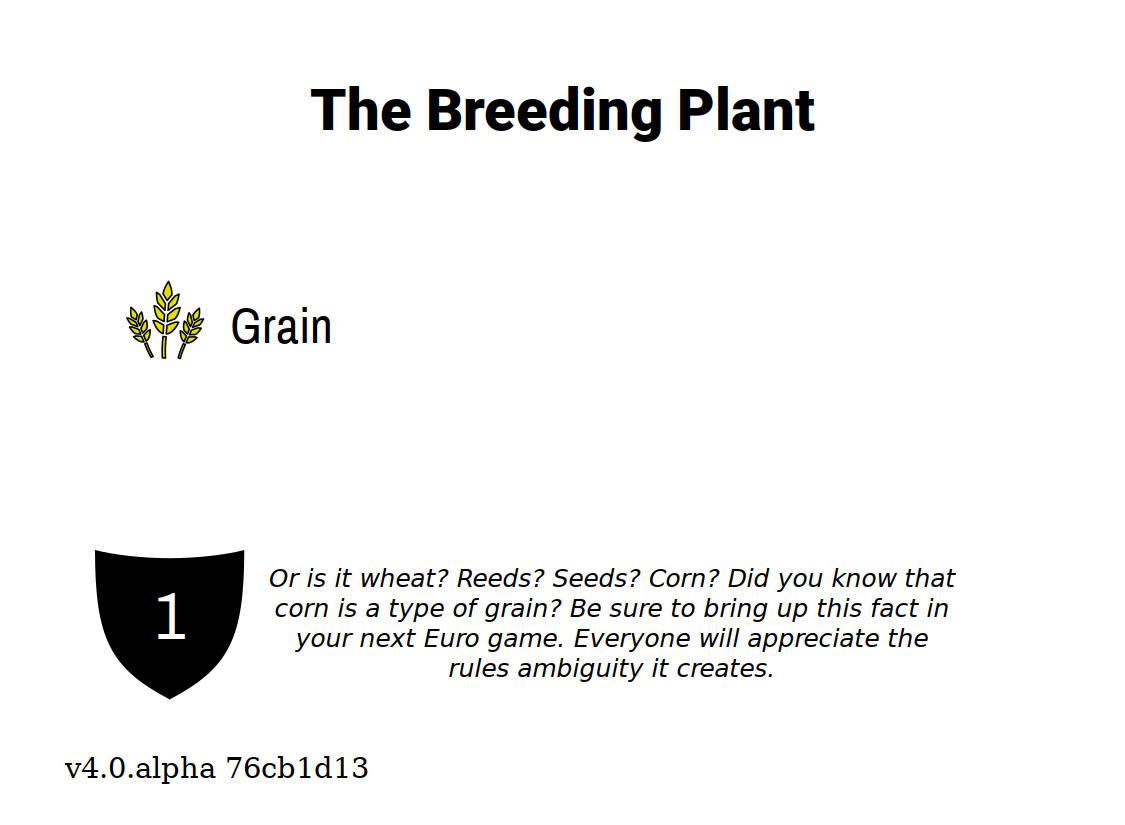 The Breeding Plant
Grain
1
Or is it wheat? Reeds? Seeds? Corn? Did you know that
corn is a type of grain? Be sure to bring up this fact in
your next Euro game. Everyone will appreciate the
rules ambiguity it creates.
v4.0.alpha 76cb1d13